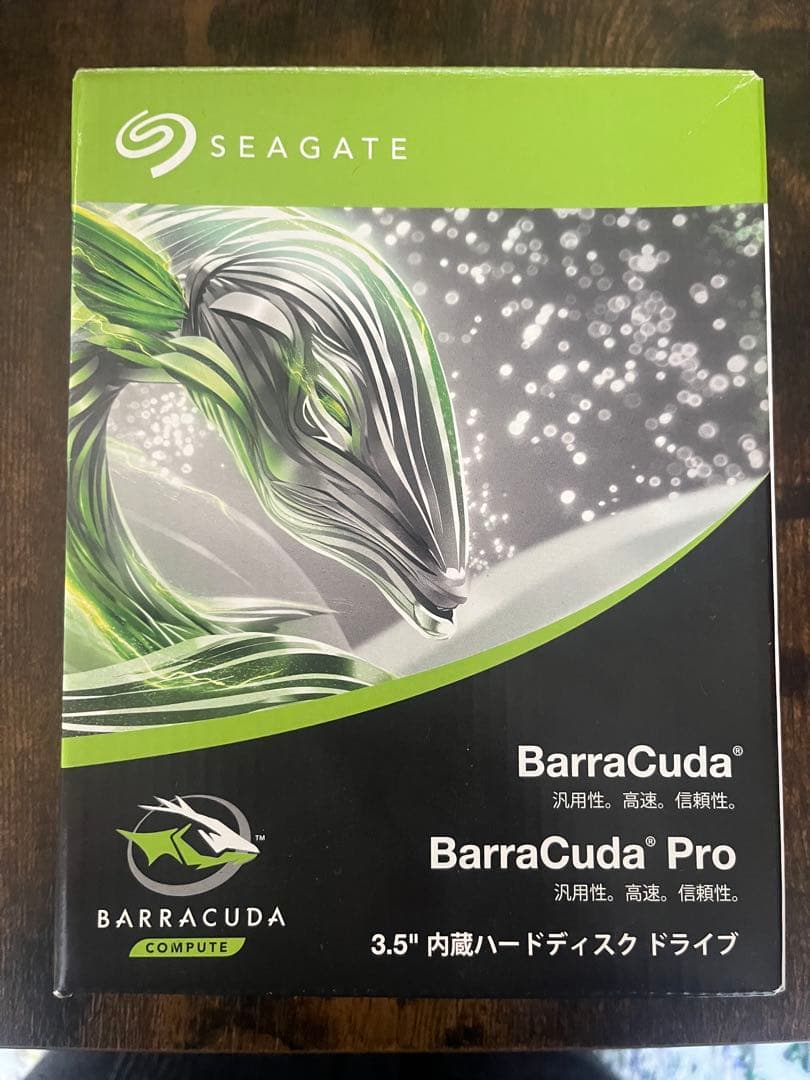 SEAGATE
BarraCuda®
汎用性。高速。信頼性。
BarraCuda® Pro
汎用性。高速。信頼性。
3.5" 内蔵ハードディスク ドライブ
™
BARRACUDA
COMPUTE